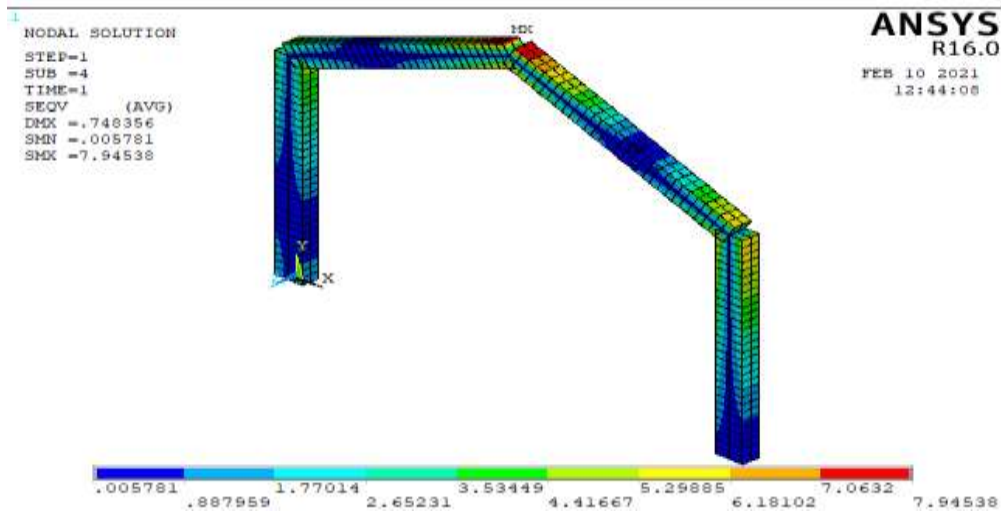 1
NODAL SOLUTION
STEP=1
SUB =4
TIME=1
SEQV (AVG)
DMX =.748356
SMN =.005781
SMX =7.94538
MX
ANSYS
R16.0
FEB 10 2021
12:44:08
Y
X
.005781 1.77014 3.53449 5.29885 7.0632
.887959 2.65231 4.41667 6.18102 7.94538